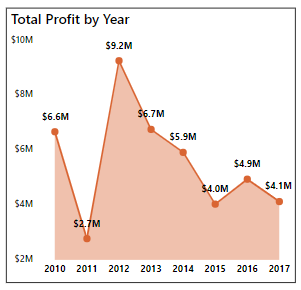 Total Profit by Year
$10M
$9.2M
$8M
$6.6M
$6.7M
$6M
$5.9M
$4.9M
$4M
$4.0M
$4.1M
$2.7M
$2M
2010 2011 2012 2013 2014 2015 2016 2017